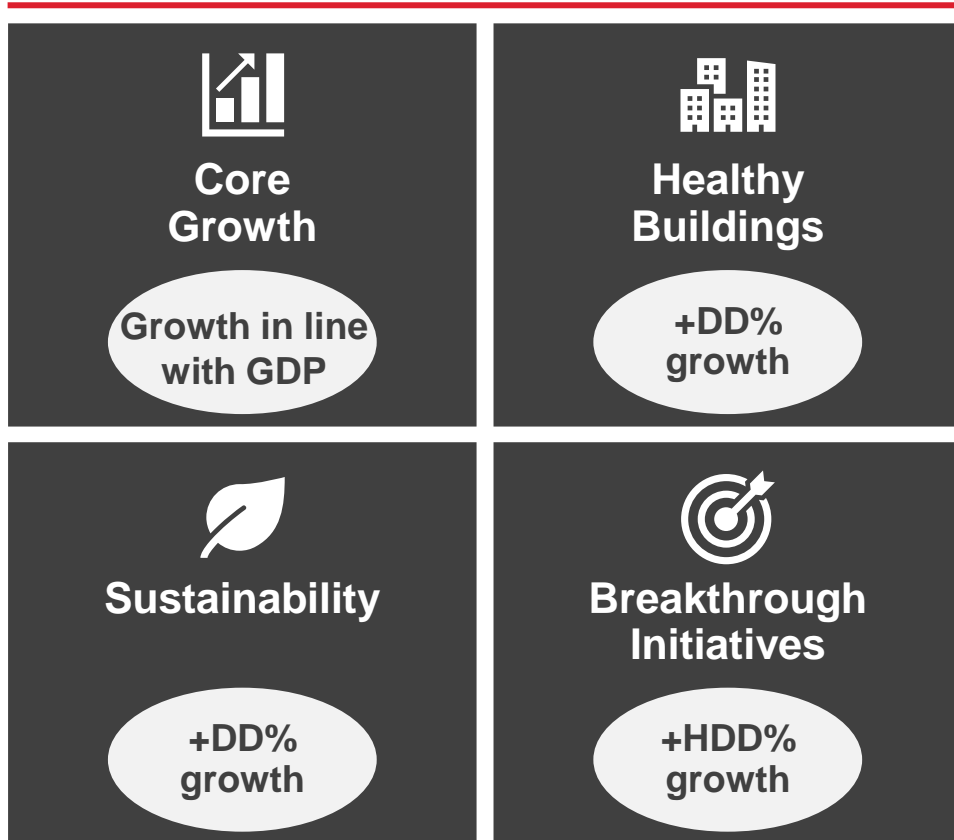 Core
Growth
Growth in line
with GDP
Healthy
Buildings
+DD%
growth
Sustainability
+DD%
growth
Breakthrough
Initiatives
+HDD%
growth